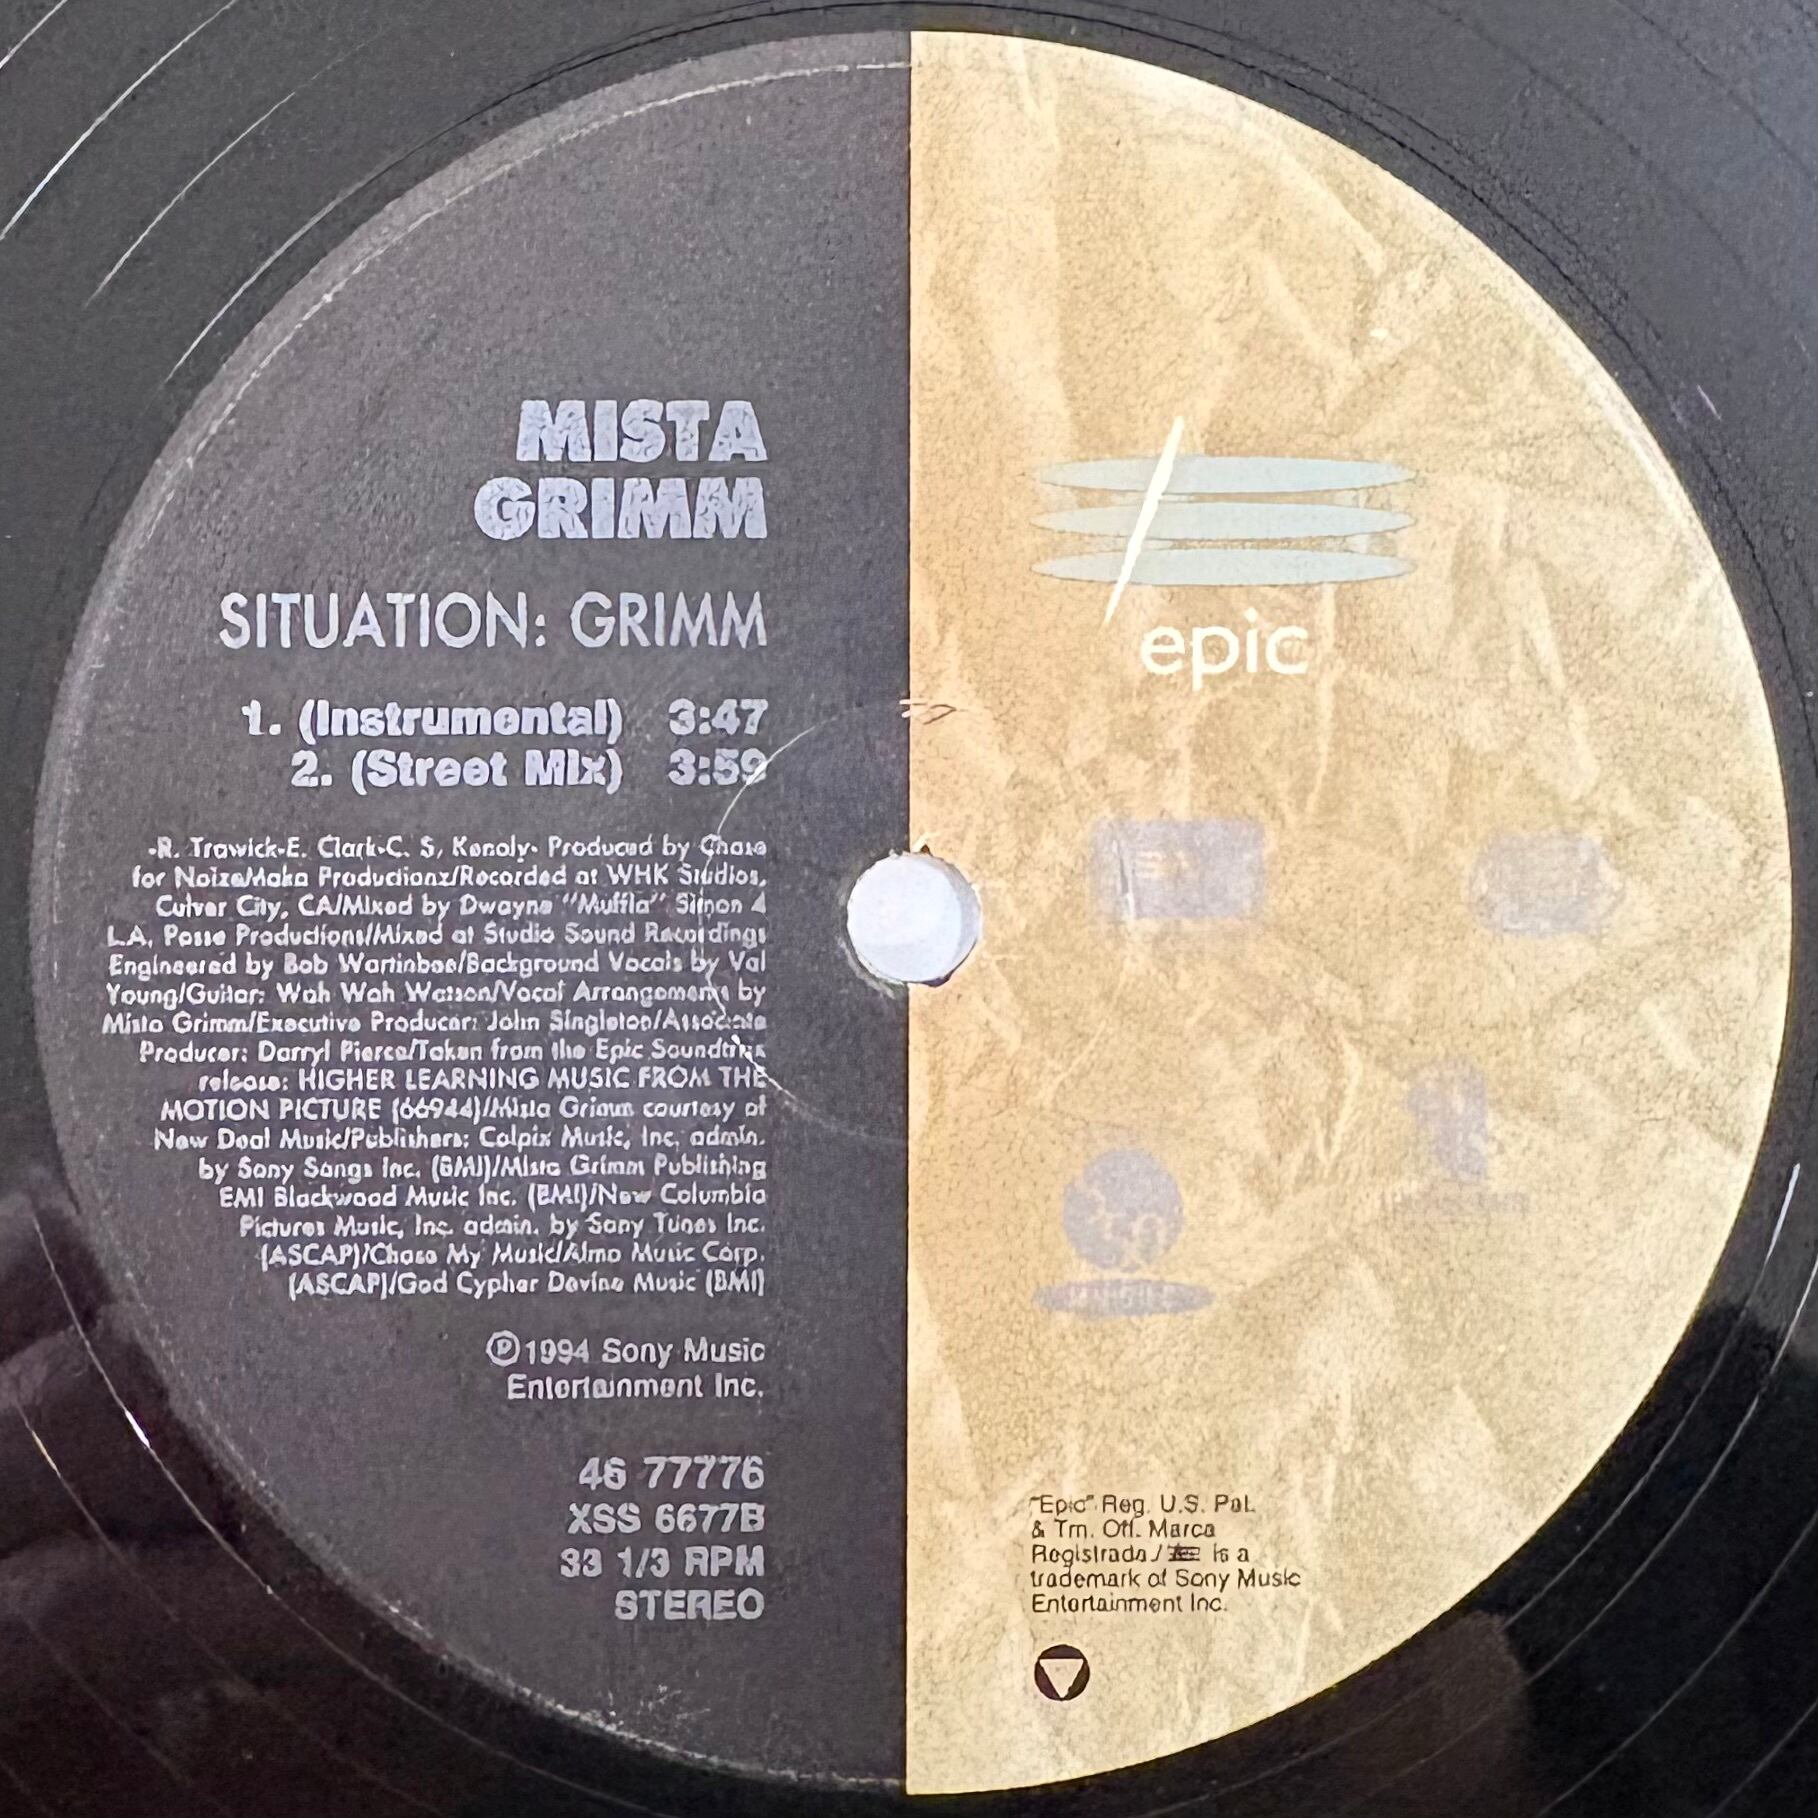 MISTA
GRIMM
SITUATION: GRIMM
1. (Instrumental) 3:47
2. (Street Mix) 3:59
-R. Trawick-E. Clark-C. S. Kenoly- Produced by Chase
for Noize/Maka Productionz/Recorded at WHK Studios,
Culver City, CA/Mixed by Dwayne "Muffla" Simon 4
L.A. Posse Productions/Mixed at Studio Sound Recordings
Engineered by Bob Wartinbee/Background Vocals by Val
Young/Guitar: Wah Wah Watson/Vocal Arrangements by
Mista Grimm/Executive Producer: John Singleton/Associate
Producer: Darryl Pierce/Taken from the Epic Soundtrax
release: HIGHER LEARNING MUSIC FROM THE
MOTION PICTURE (66944)/Mista Grimm courtesy of
New Deal Music/Publishers: Colpix Music, Inc. admin.
by Sony Songs Inc. (BMI)/Mista Grimm Publishing
EMI Blackwood Music Inc. (BMI)/New Columbia
Pictures Music, Inc. admin. by Sony Tunes Inc.
(ASCAP)/Chase My Music/Almo Music Corp.
(ASCAP)/God Cypher Devine Music (BMI)
℗1994 Sony Music
Entertainment Inc.
46 77776
XSS 6677B
33 1/3 RPM
STEREO
epic
"Epic" Reg. U.S. Pat.
& Tm. Off. Marca
Registrada / is a
trademark of Sony Music
Entertainment Inc.